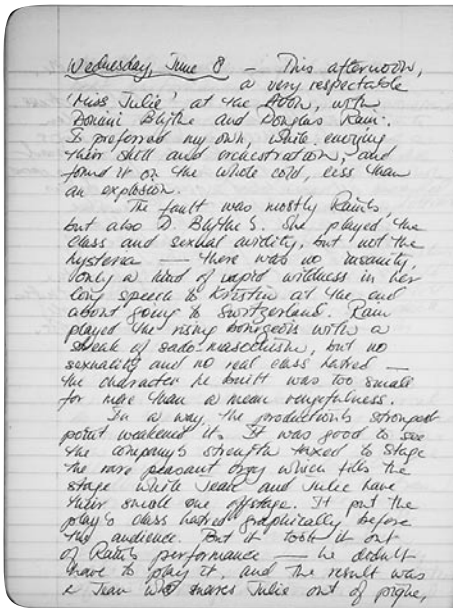 Wednesday, June 8 — This afternoon,
a very respectable
'Miss Julie' at the Avon, with
Domini Blythe and Douglas Rain.
I preferred my own, while envying
their skill and orchestration, and
found it on the whole cold, less than
an explosion.
The fault was mostly Rain's,
but also D. Blythe's. She played the
class and sexual avidity, but not the
hysteria — there was no insanity,
only a kind of vapid wildness in her
long speech to Kristin at the end
about going to Switzerland. Rain
played the rising bourgeois with a
streak of sado-masochism, but no
sexuality and no real class hatred —
the character he built was too small
for more than a mean vengefulness.
In a way, the production's strongest
point weakened it. It was good to see
the company's strength taxed to stage
the rare peasant orgy which fills the
stage while Jean and Julie have
their small one offstage. It put the
play's class hatred graphically before
the audience. But it took it out
of Rain's performance — he didn't
have to play it, and the result was
a Jean who snares Julie out of pique,